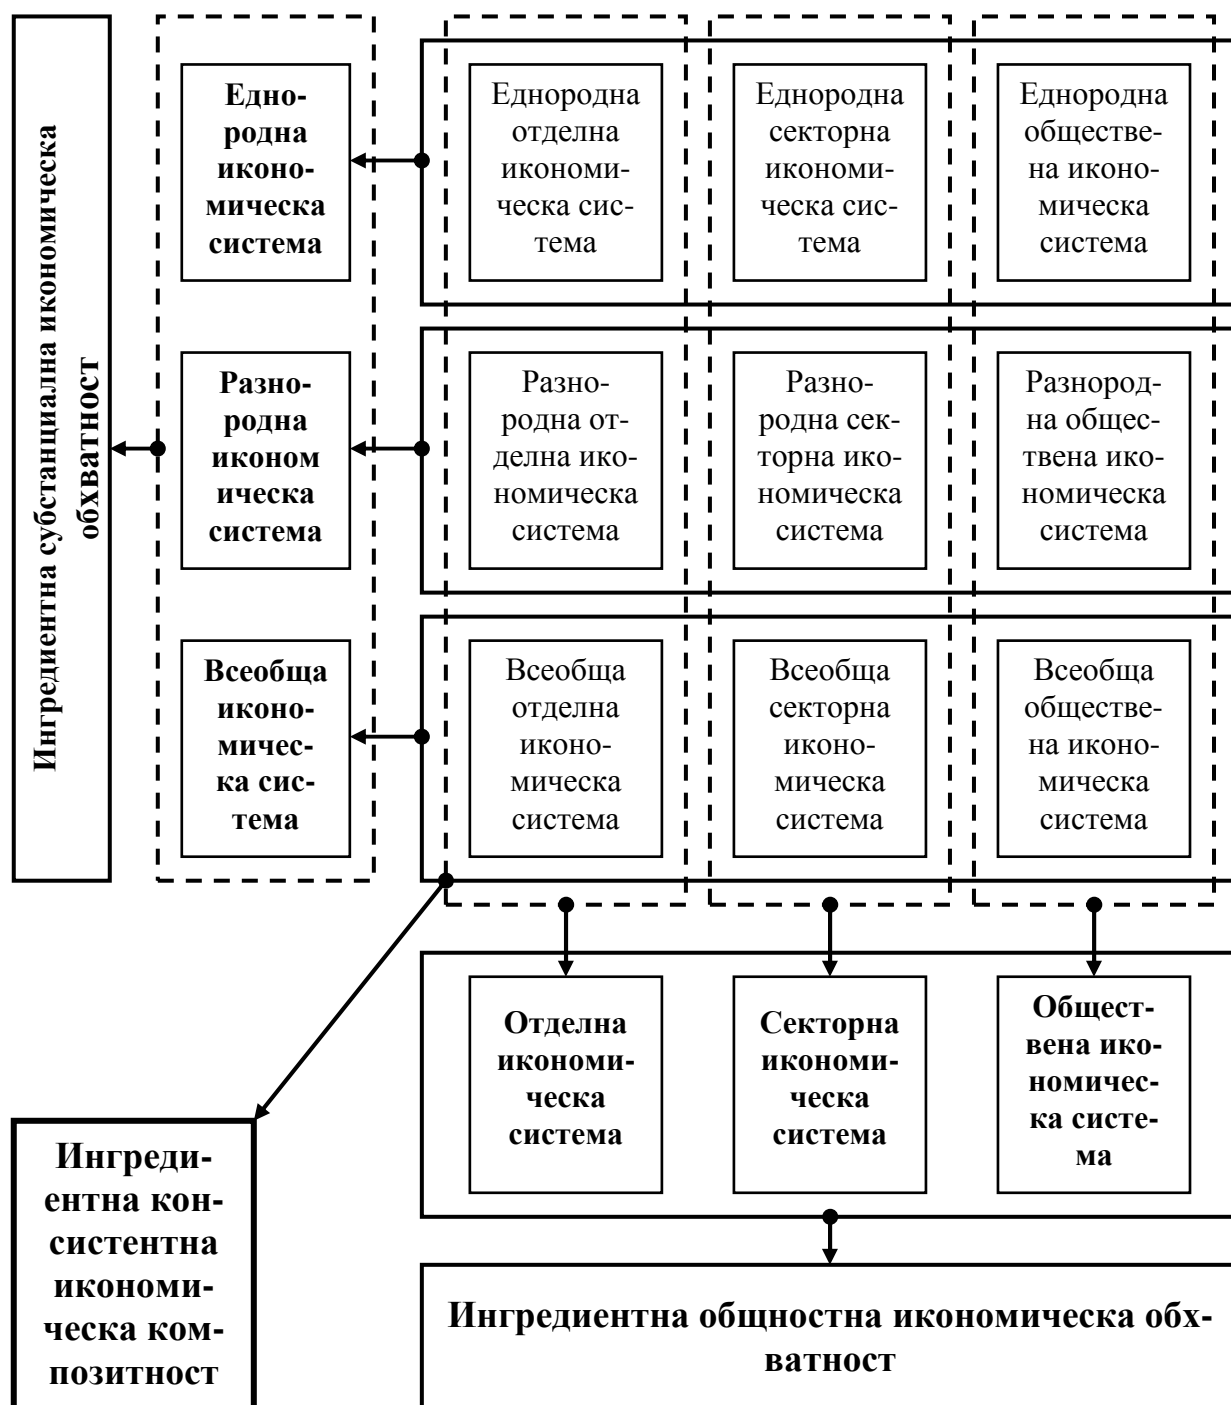 Ингредиентна субстанциална икономическа
обхватност
Едно-
родна
иконо-
мическа
система
Еднородна
отделна
икономи-
ческа сис-
тема
Еднородна
секторна
икономи-
ческа сис-
тема
Еднородна
обществе-
на иконо-
мическа
система
Разно-
родна
иконом
ическа
система
Разно-
родна от-
делна ико-
номическа
система
Разно-
родна сек-
торна ико-
номическа
система
Разнород-
на общес-
твена ико-
номическа
система
Всеобща
иконо-
мичес-
ка сис-
тема
Всеобща
отделна
иконо-
мическа
система
Всеобща
секторна
иконо-
мическа
система
Всеобща
обществе-
на иконо-
мическа
система
Отделна
икономи-
ческа
система
Секторна
икономи-
ческа
система
Общест-
вена ико-
номичес-
ка систе-
ма
Ингреди-
ентна кон-
систентна
икономи-
ческа ком-
позитност
Ингредиентна общностна икономическа обх-
ватност